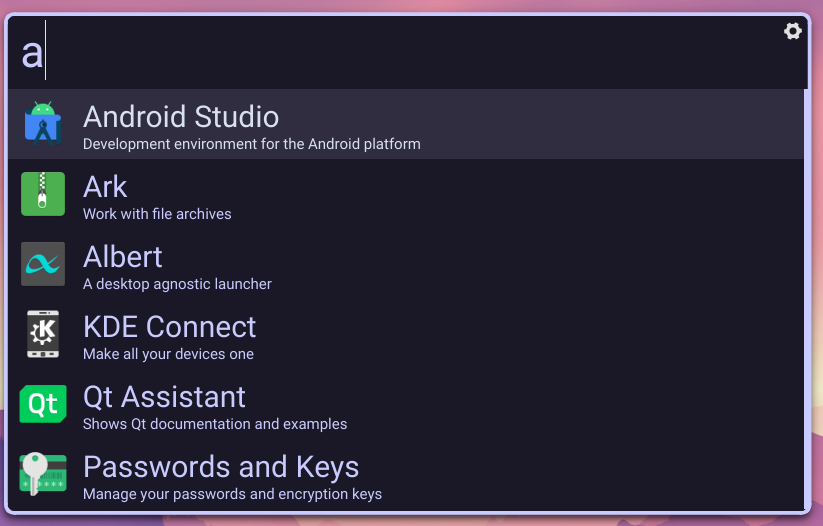 a
Android Studio
Development environment for the Android platform
Ark
Work with file archives
Albert
A desktop agnostic launcher
KDE Connect
Make all your devices one
Qt
Qt Assistant
Shows Qt documentation and examples
Passwords and Keys
Manage your passwords and encryption keys